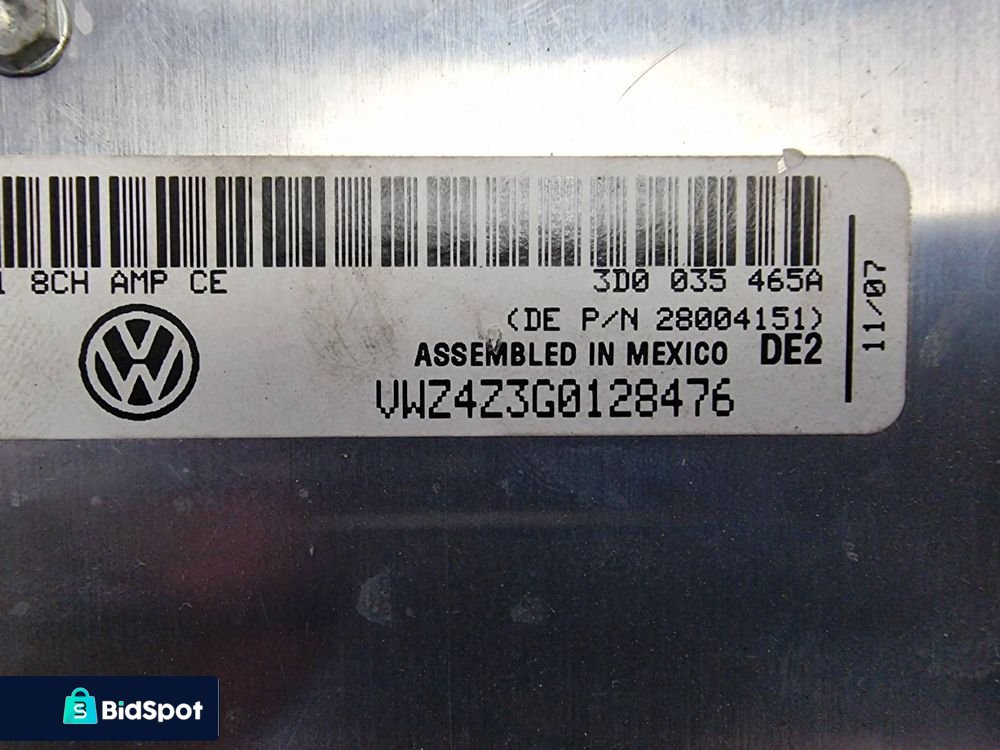 8CH AMP CE
3D0 035 465A
(DE P/N 28004151)
ASSEMBLED IN MEXICO DE2
VWZ4Z3G0128476
11/07
BidSpot